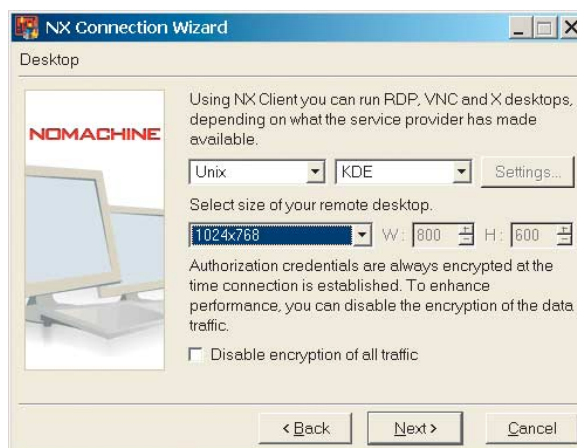 NX Connection Wizard
Desktop
NOMACHINE
Using NX Client you can run RDP, VNC and X desktops,
depending on what the service provider has made
available.
Unix KDE Settings...
Select size of your remote desktop.
1024x768 W: 800 H: 600
Authorization credentials are always encrypted at the
time connection is established. To enhance
performance, you can disable the encryption of the data
traffic.
Disable encryption of all traffic
< Back Next > Cancel